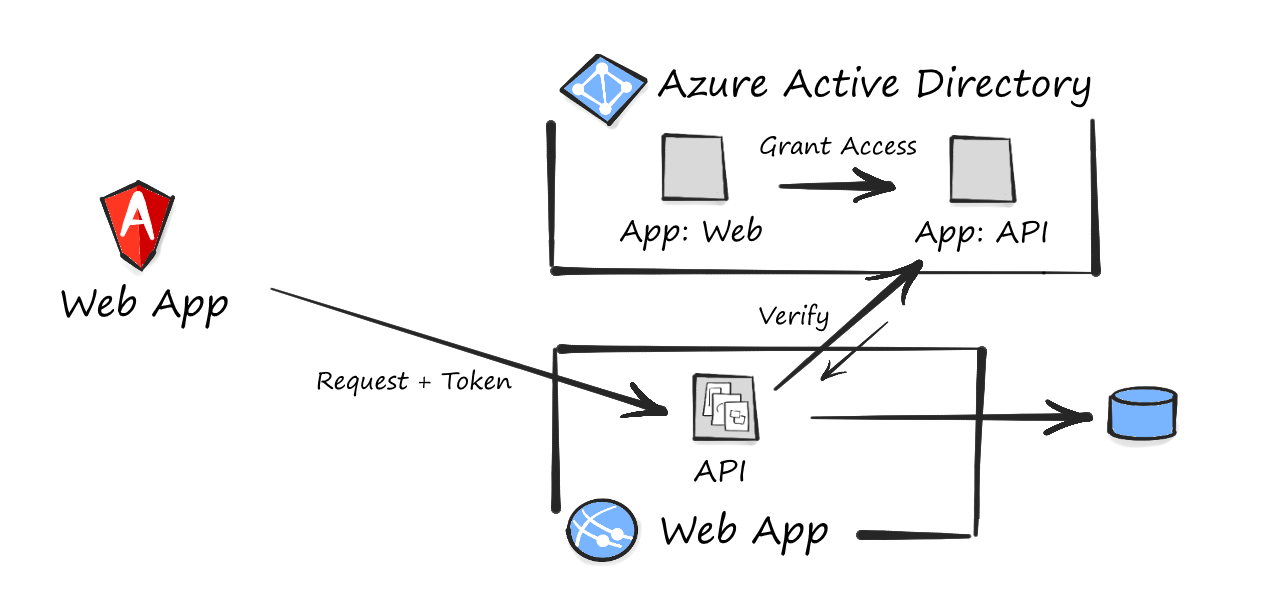 Azure Active Directory
Grant Access
App: Web
App: API
A
Web App
Verify
Request + Token
API
Web App